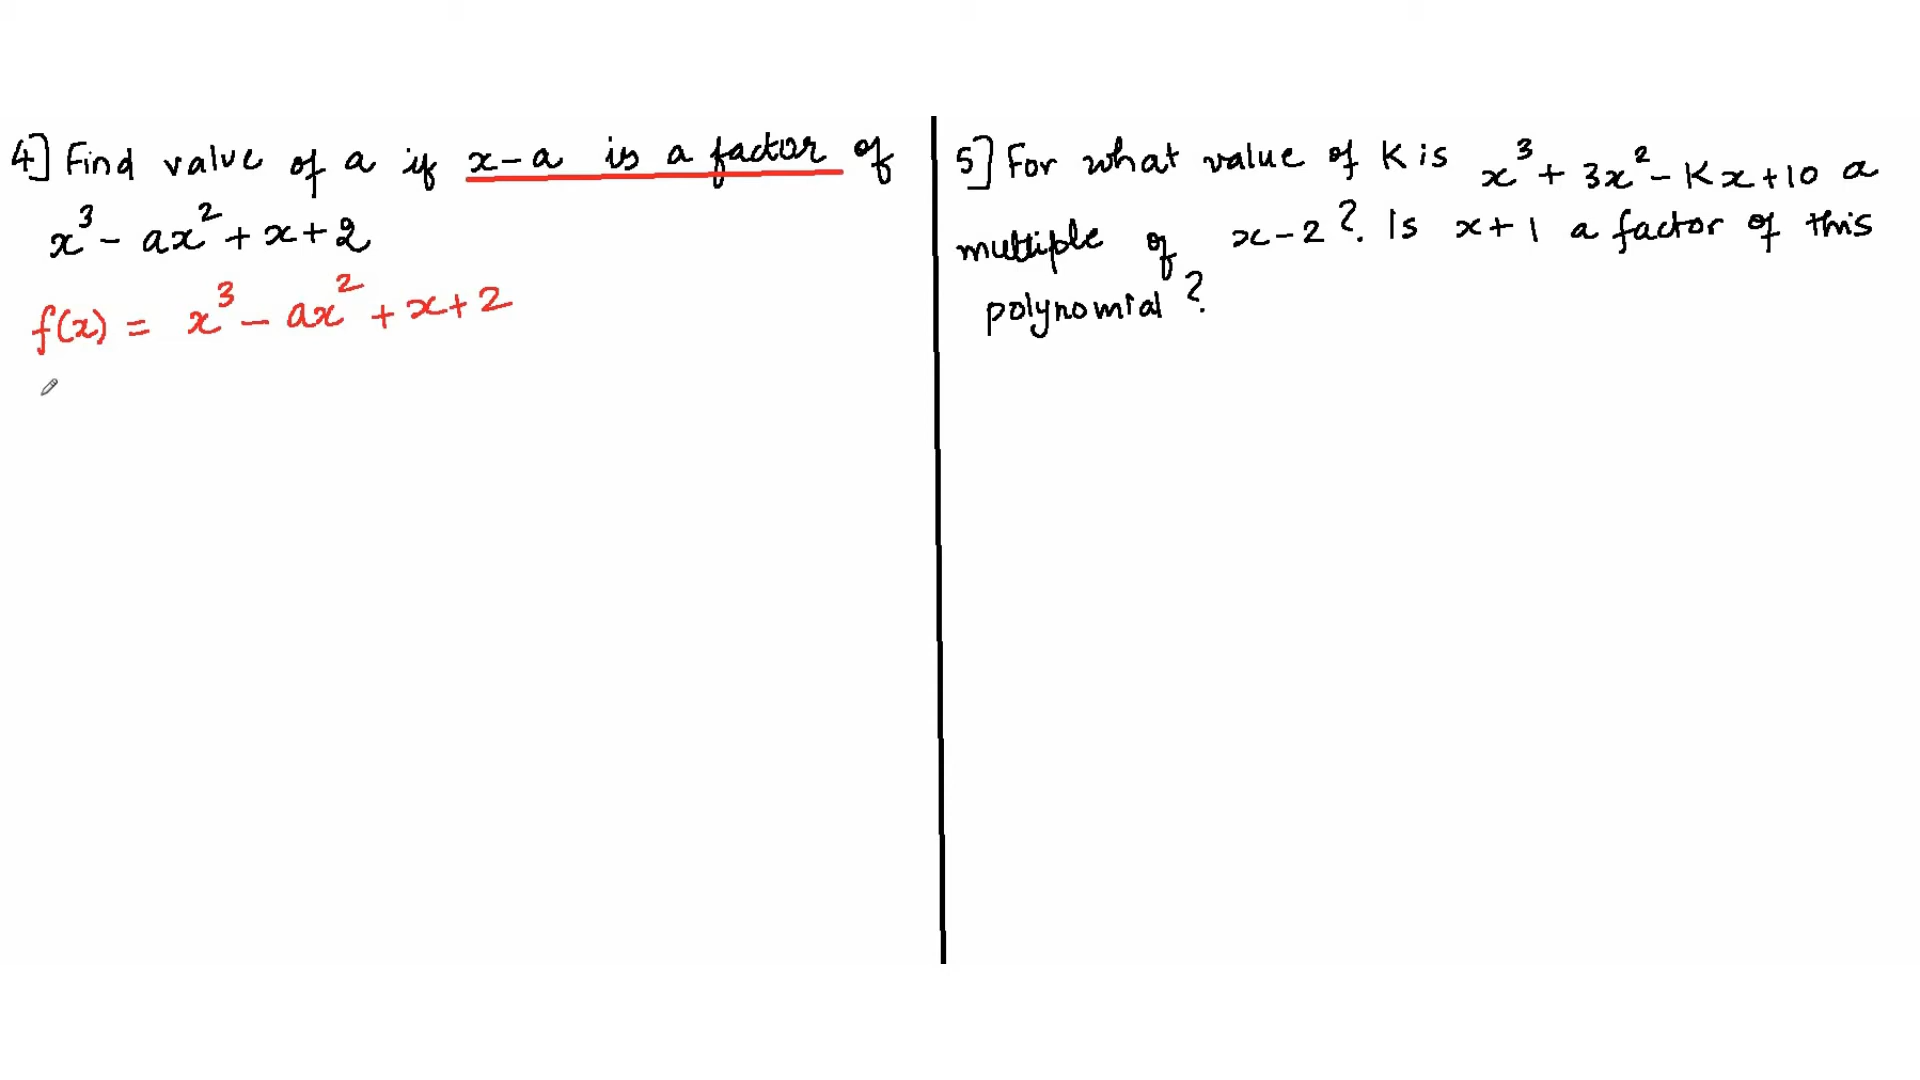 4] Find value of a if x-a is a factor of
x³ - ax² + x + 2
f(x) = x³ - ax² + x + 2
5] For what value of K is x³ + 3x² - Kx + 10 a
multiple of x - 2 ? Is x + 1 a factor of this
polynomial ?